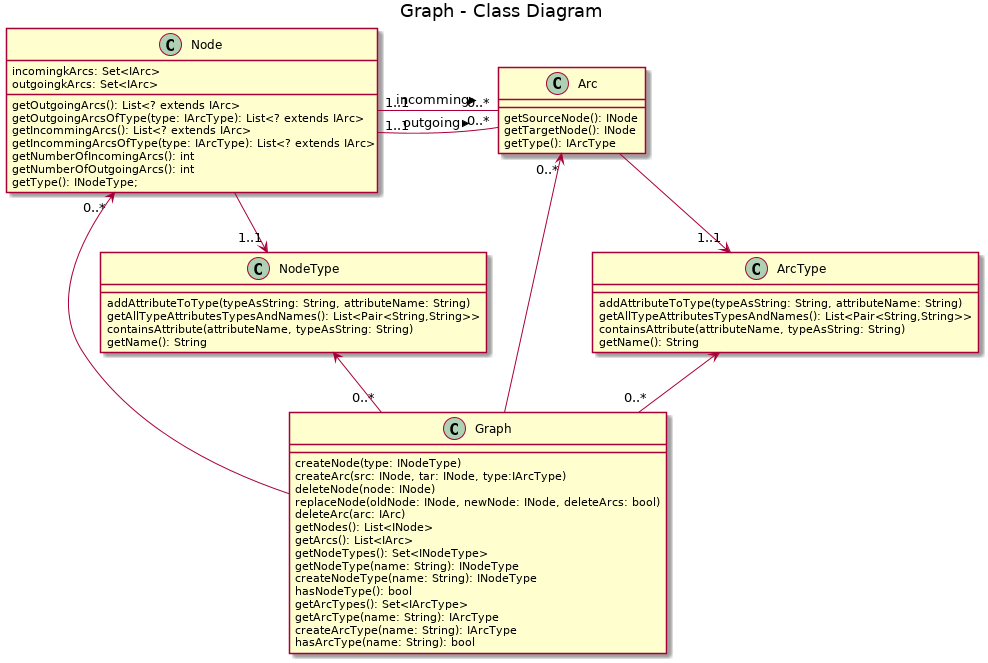 Graph - Class Diagram
C Node
incomingkArcs: Set<IArc>
outgoingkArcs: Set<IArc>
getOutgoingArcs(): List<? extends IArc>
getOutgoingArcsOfType(type: IArcType): List<? extends IArc>
getIncommingArcs(): List<? extends IArc>
getIncommingArcsOfType(type: IArcType): List<? extends IArc>
getNumberOfIncomingArcs(): int
getNumberOfOutgoingArcs(): int
getType(): INodeType;
1..1 incomming 0..*
1..1 outgoing 0..*
C Arc
getSourceNode(): INode
getTargetNode(): INode
getType(): IArcType
0..*
0..*
1..1
1..1
C NodeType
addAttributeToType(typeAsString: String, attributeName: String)
getAllTypeAttributesTypesAndNames(): List<Pair<String,String>>
containsAttribute(attributeName, typeAsString: String)
getName(): String
C ArcType
addAttributeToType(typeAsString: String, attributeName: String)
getAllTypeAttributesTypesAndNames(): List<Pair<String,String>>
containsAttribute(attributeName, typeAsString: String)
getName(): String
0..*
0..*
C Graph
createNode(type: INodeType)
createArc(src: INode, tar: INode, type:IArcType)
deleteNode(node: INode)
replaceNode(oldNode: INode, newNode: INode, deleteArcs: bool)
deleteArc(arc: IArc)
getNodes(): List<INode>
getArcs(): List<IArc>
getNodeTypes(): Set<INodeType>
getNodeType(name: String): INodeType
createNodeType(name: String): INodeType
hasNodeType(): bool
getArcTypes(): Set<IArcType>
getArcType(name: String): IArcType
createArcType(name: String): IArcType
hasArcType(name: String): bool